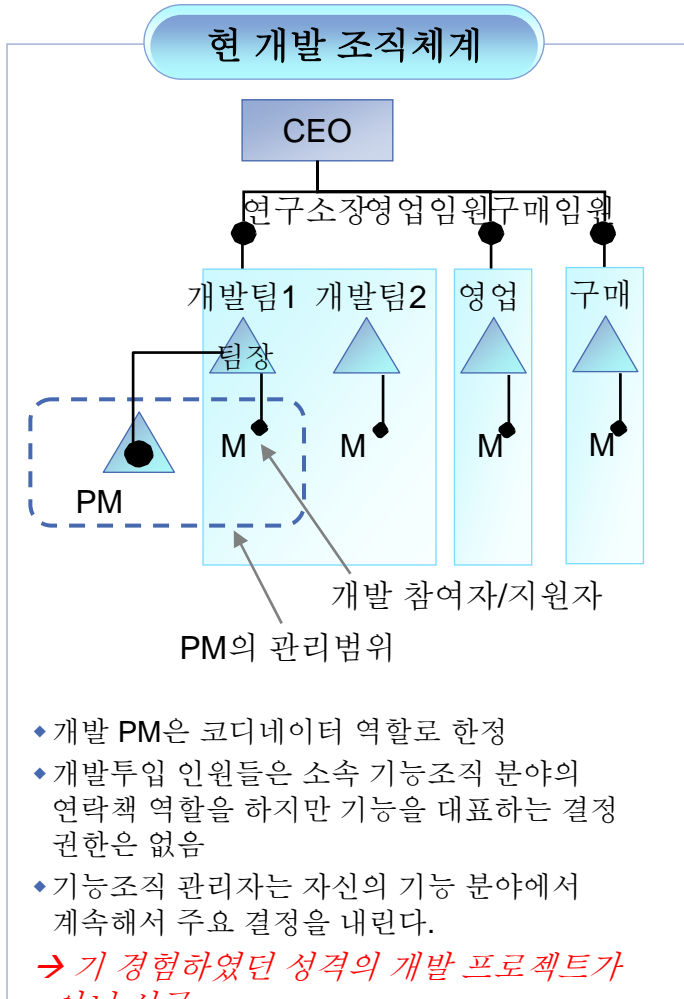 현 개발 조직체계
CEO
연구소장 영업임원 구매임원
개발팀1 개발팀2 영업 구매
팀장
M M M M
PM
개발 참여자/지원자
PM의 관리범위
개발 PM은 코디네이터 역할로 한정
개발투입 인원들은 소속 기능조직 분야의
연락책 역할을 하지만 기능을 대표하는 결정
권한은 없음
기능조직 관리자는 자신의 기능 분야에서
계속해서 주요 결정을 내린다.
→ 기 경험하였던 성격의 개발 프로젝트가